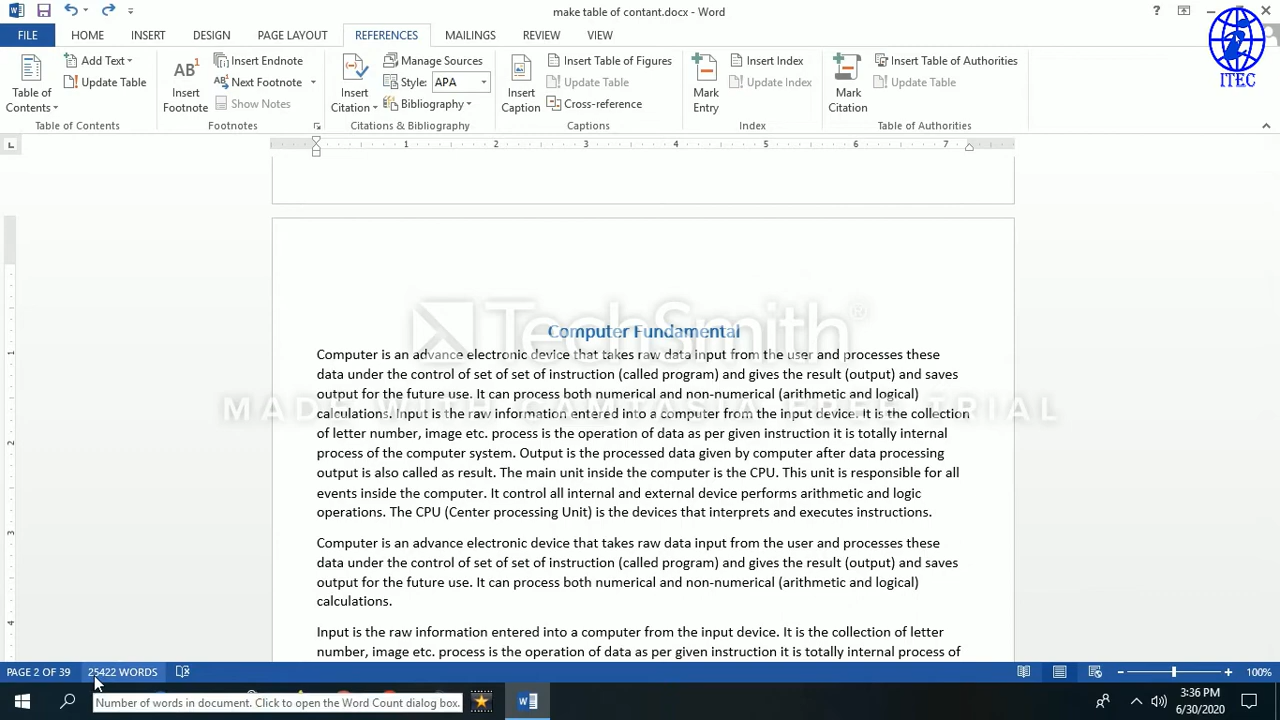 make table of contant.docx - Word
?
ITEC
FILE HOME INSERT DESIGN PAGE LAYOUT REFERENCES MAILINGS REVIEW VIEW
Table of Contents
Add Text
Update Table
Table of Contents
AB1
Insert Footnote
Insert Endnote
Next Footnote
Show Notes
Footnotes
Insert Citation
Manage Sources
Style: APA
Bibliography
Citations & Bibliography
Insert Caption
Insert Table of Figures
Update Table
Cross-reference
Captions
Mark Entry
Insert Index
Update Index
Index
Mark Citation
Insert Table of Authorities
Update Table
Table of Authorities
1 2 3 4 5 6 7
TechSmith®
MADE WITH CAMTASIA FREE TRIAL
Computer Fundamental
Computer is an advance electronic device that takes raw data input from the user and processes these
data under the control of set of set of instruction (called program) and gives the result (output) and saves
output for the future use. It can process both numerical and non-numerical (arithmetic and logical)
calculations. Input is the raw information entered into a computer from the input device. It is the collection
of letter number, image etc. process is the operation of data as per given instruction it is totally internal
process of the computer system. Output is the processed data given by computer after data processing
output is also called as result. The main unit inside the computer is the CPU. This unit is responsible for all
events inside the computer. It control all internal and external device performs arithmetic and logic
operations. The CPU (Center processing Unit) is the devices that interprets and executes instructions.
Computer is an advance electronic device that takes raw data input from the user and processes these
data under the control of set of set of instruction (called program) and gives the result (output) and saves
output for the future use. It can process both numerical and non-numerical (arithmetic and logical)
calculations.
Input is the raw information entered into a computer from the input device. It is the collection of letter
number, image etc. process is the operation of data as per given instruction it is totally internal process of
1
2
3
4
PAGE 2 OF 39 25422 WORDS 100%
Number of words in document. Click to open the Word Count dialog box.
3:36 PM
6/30/2020